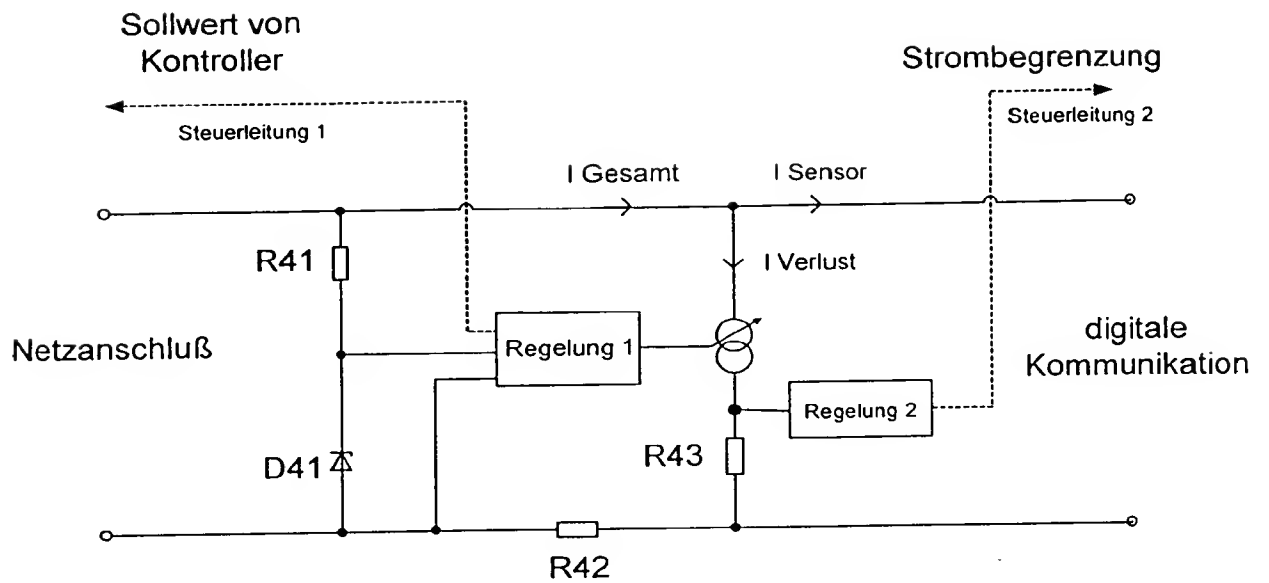 Sollwert von
Kontroller
Strombegrenzung
Steuerleitung 1
Steuerleitung 2
I Gesamt
I Sensor
R41
I Verlust
Netzanschluß
Regelung 1
digitale
Kommunikation
Regelung 2
D41
R43
R42